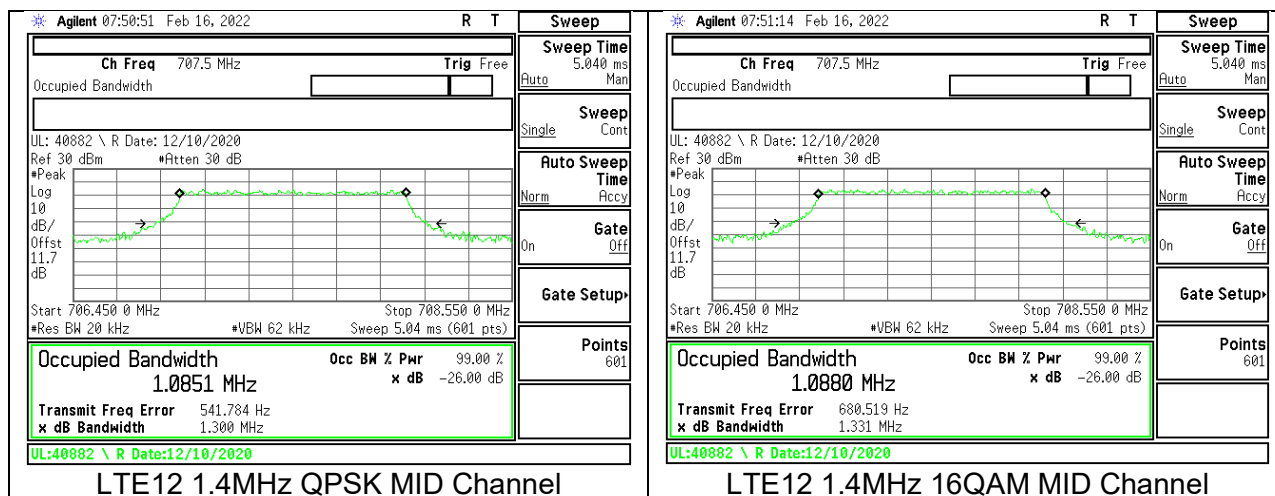 Agilent 07:50:51 Feb 16, 2022 R T
Ch Freq 707.5 MHz Trig Free
Occupied Bandwidth
UL: 40882 \ R Date: 12/10/2020
Ref 30 dBm #Atten 30 dB
#Peak
Log
10
dB/
Offst
11.7
dB
Start 706.450 0 MHz Stop 708.550 0 MHz
#Res BW 20 kHz #VBW 62 kHz Sweep 5.04 ms (601 pts)
Occupied Bandwidth Occ BW % Pwr 99.00 %
1.0851 MHz x dB -26.00 dB
Transmit Freq Error 541.784 Hz
x dB Bandwidth 1.300 MHz
UL:40882 \ R Date:12/10/2020
Sweep
Sweep Time
5.040 ms
Auto Man
Sweep
Single Cont
Auto Sweep
Time
Norm Accy
Gate
On Off
Gate Setup
Points
601
LTE12 1.4MHz QPSK MID Channel
Agilent 07:51:14 Feb 16, 2022 R T
Ch Freq 707.5 MHz Trig Free
Occupied Bandwidth
UL: 40882 \ R Date: 12/10/2020
Ref 30 dBm #Atten 30 dB
#Peak
Log
10
dB/
Offst
11.7
dB
Start 706.450 0 MHz Stop 708.550 0 MHz
#Res BW 20 kHz #VBW 62 kHz Sweep 5.04 ms (601 pts)
Occupied Bandwidth Occ BW % Pwr 99.00 %
1.0880 MHz x dB -26.00 dB
Transmit Freq Error 680.519 Hz
x dB Bandwidth 1.331 MHz
UL:40882 \ R Date:12/10/2020
Sweep
Sweep Time
5.040 ms
Auto Man
Sweep
Single Cont
Auto Sweep
Time
Norm Accy
Gate
On Off
Gate Setup
Points
601
LTE12 1.4MHz 16QAM MID Channel